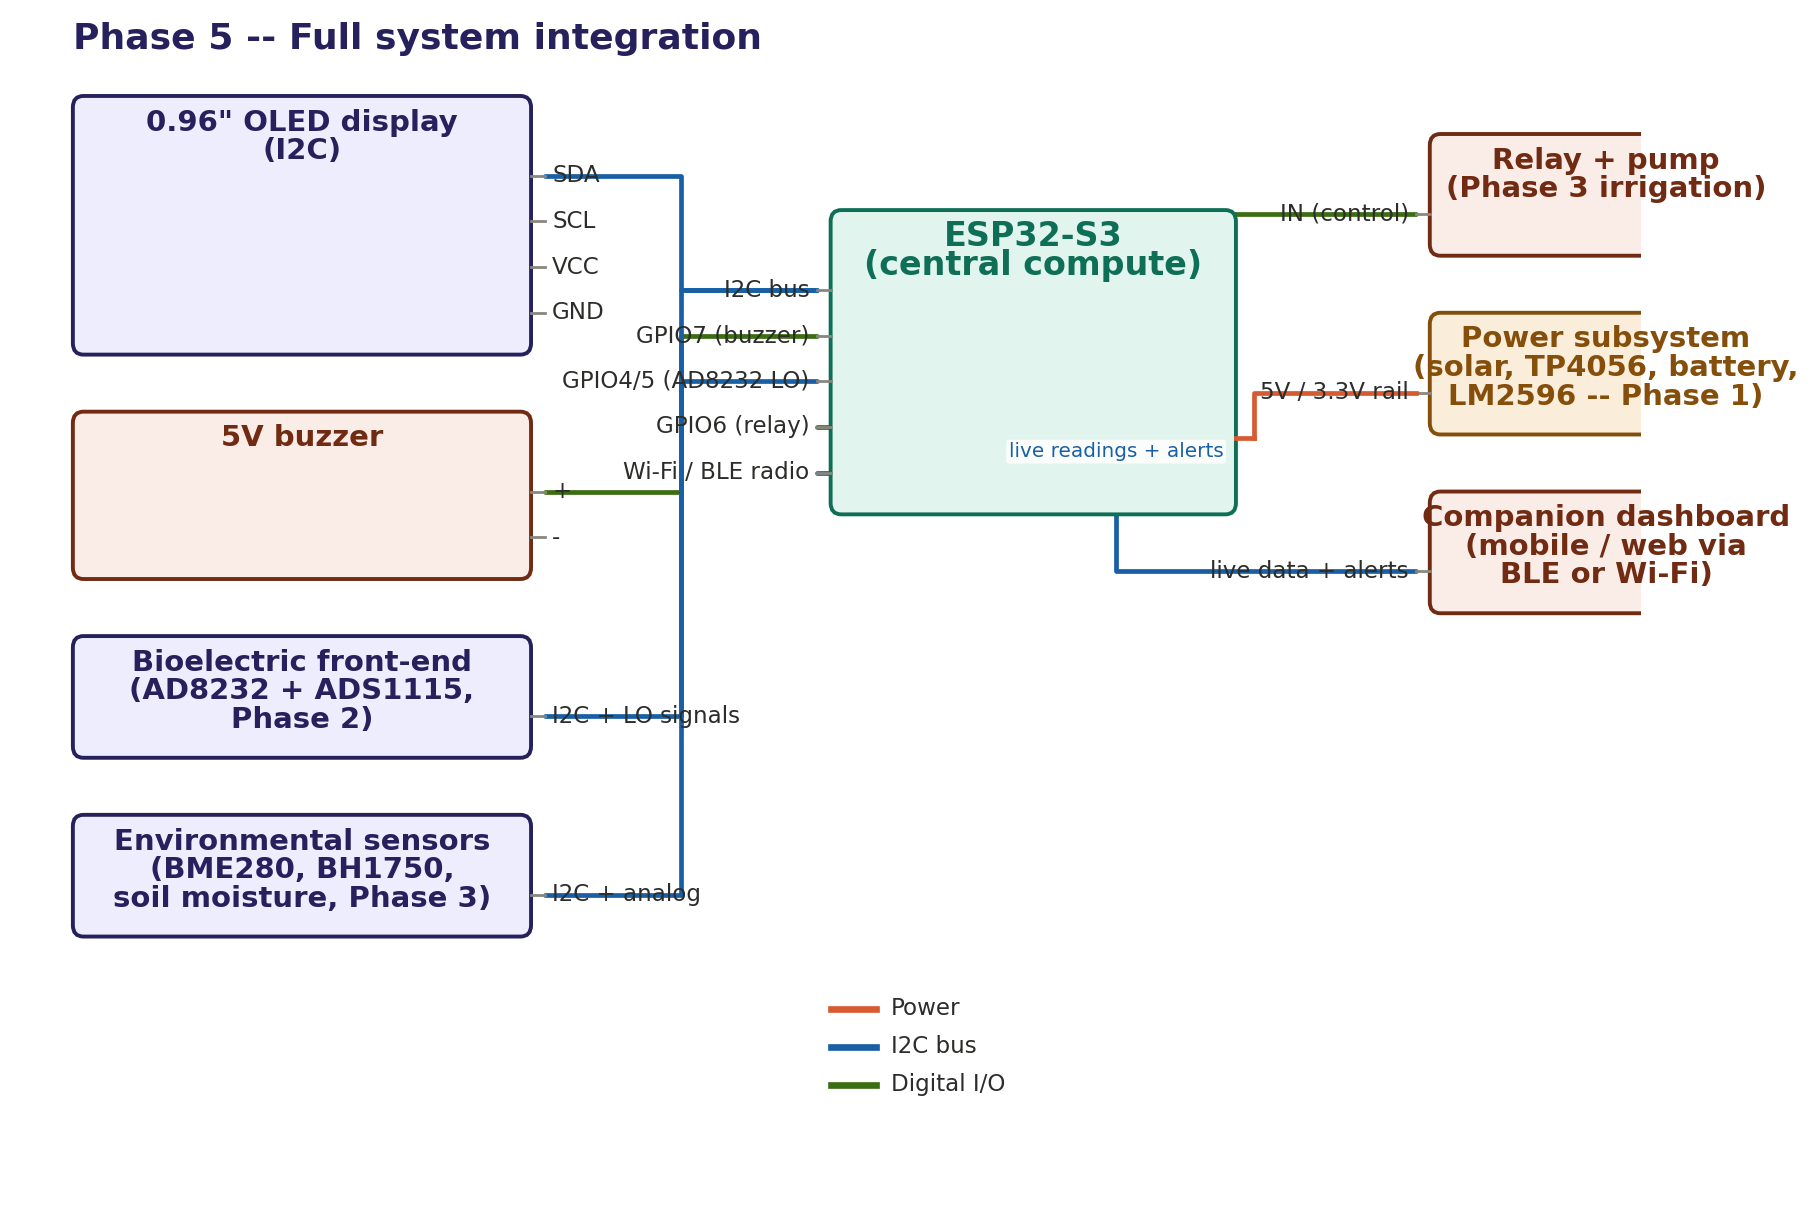 Phase 5 -- Full system integration
0.96" OLED display
(I2C)
SDA
SCL
VCC
GND
5V buzzer
+
-
Bioelectric front-end
(AD8232 + ADS1115,
Phase 2)
I2C + LO signals
Environmental sensors
(BME280, BH1750,
soil moisture, Phase 3)
I2C + analog
ESP32-S3
(central compute)
I2C bus
GPIO7 (buzzer)
GPIO4/5 (AD8232 LO)
GPIO6 (relay)
Wi-Fi / BLE radio
live readings + alerts
Relay + pump
(Phase 3 irrigation)
IN (control)
Power subsystem
(solar, TP4056, battery,
LM2596 -- Phase 1)
5V / 3.3V rail
Companion dashboard
(mobile / web via
BLE or Wi-Fi)
live data + alerts
Power
I2C bus
Digital I/O